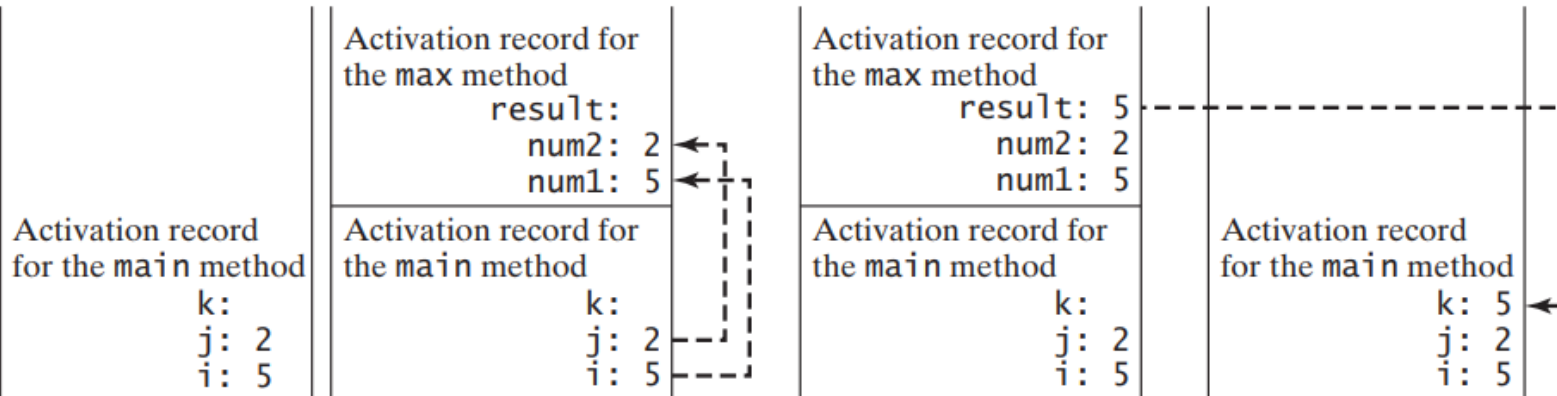 Activation record
for the main method
k:
j: 2
i: 5
Activation record for
the max method
result:
num2: 2
num1: 5
Activation record for
the main method
k:
j: 2
i: 5
Activation record for
the max method
result: 5
num2: 2
num1: 5
Activation record for
the main method
k:
j: 2
i: 5
Activation record
for the main method
k: 5
j: 2
i: 5